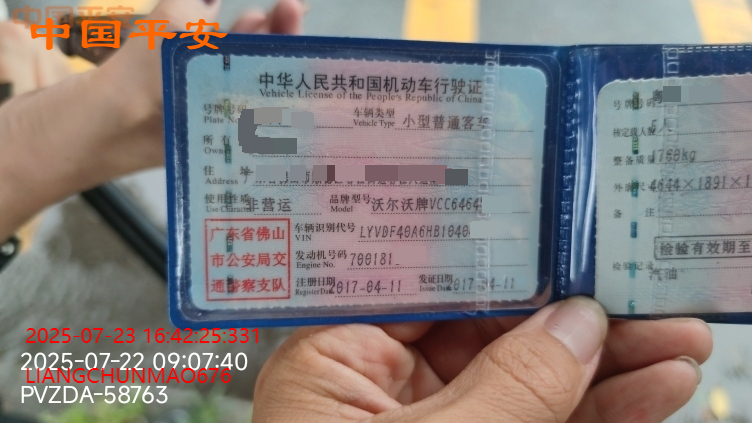 中国平安
中华人民共和国机动车行驶证
Vehicle License of the People's Republic of China
号牌号码
Plate No.
车辆类型
Vehicle Type
小型普通客车
所
Owner
住 址
Address
使用性质
Use Character
非营运
品牌型号
Model
沃尔沃牌VCC6464
广东省佛山
市公安局交
通警察支队
车辆识别代号
VIN
LYVDF40A6HB1040
发动机号码
Engine No.
700181
注册日期
Register Date
2017-04-11
发证日期
Issue Date
2017-04-11
号牌号码
粤
核定载人数
5人
整备质量
1760kg
外廓尺寸
4644×1891×1
备 注
检验有效期至
检验记录
汽油
2025-07-23 16:42:25:331
2025-07-22 09:07:40
LIANGCHUNMAO676
PVZDA-58763